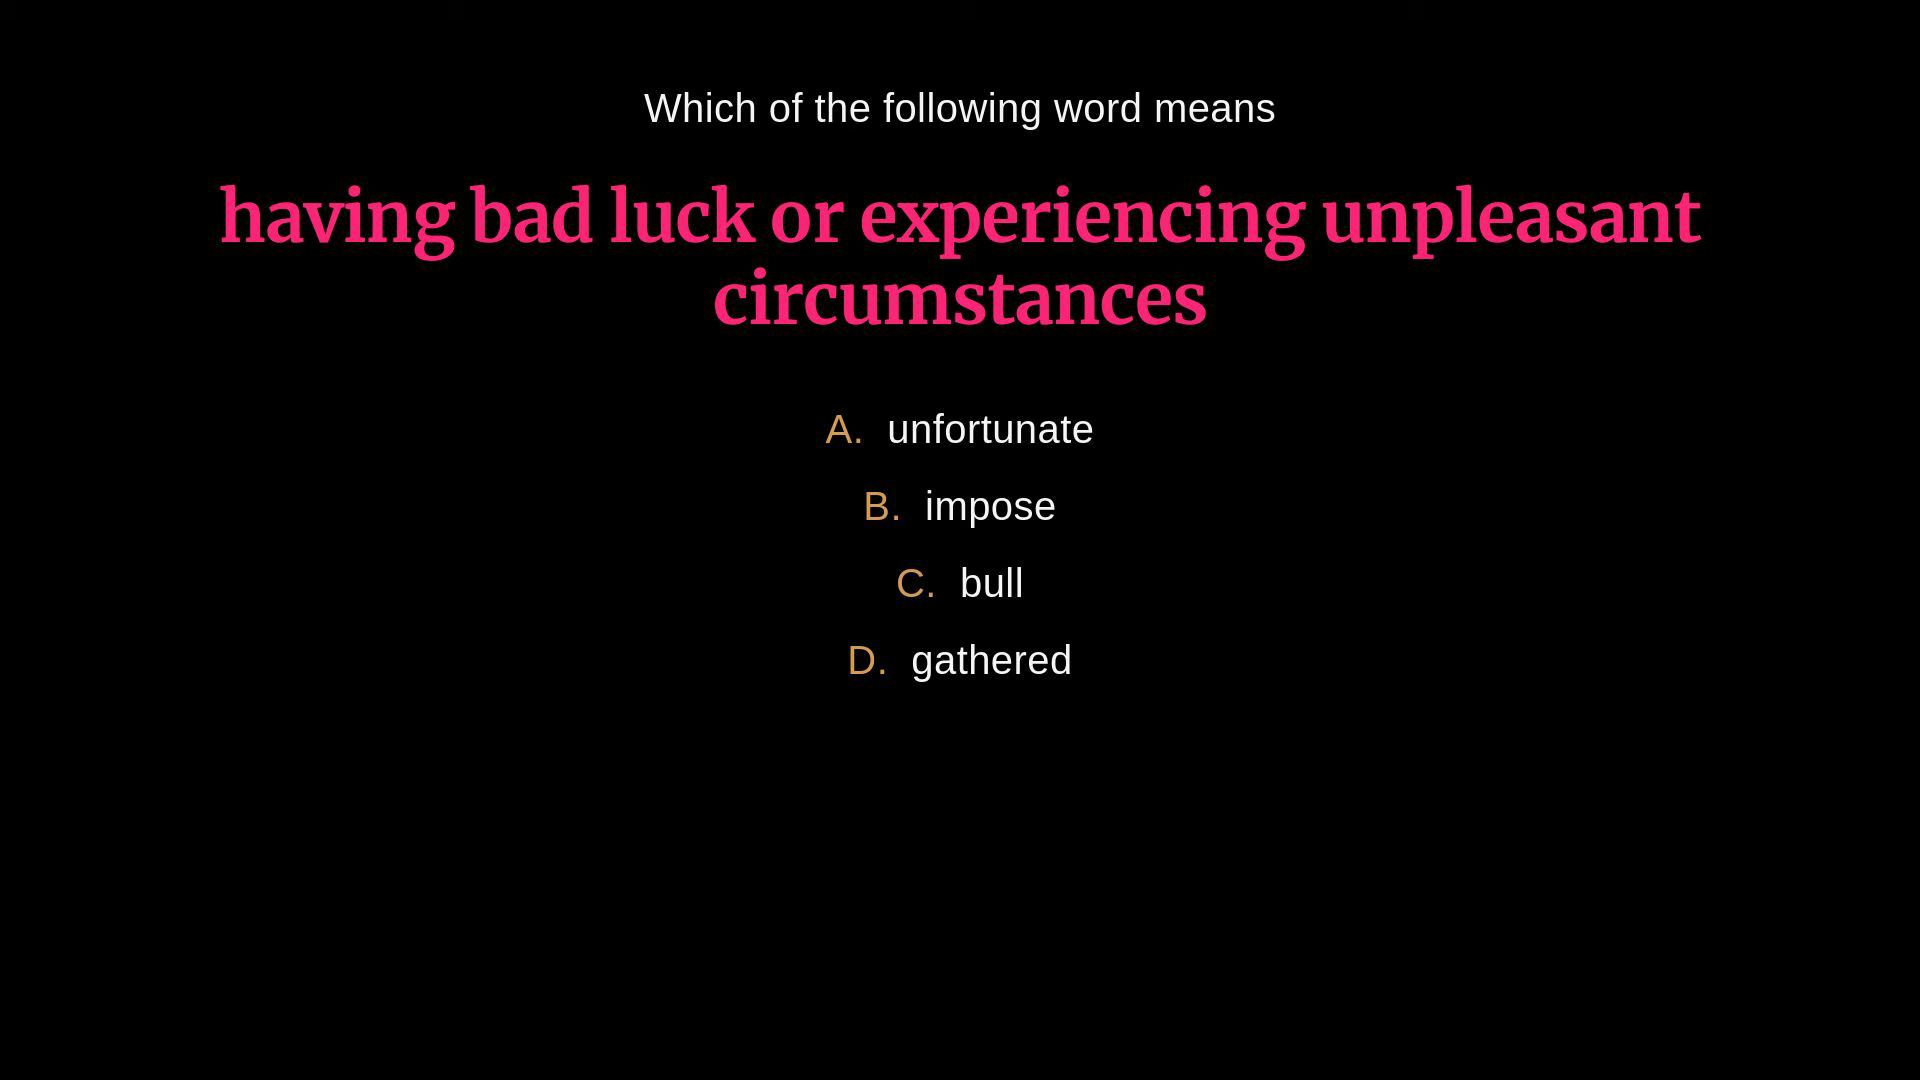 Which of the following word means
having bad luck or experiencing unpleasant
circumstances
A. unfortunate
B. impose
C. bull
D. gathered